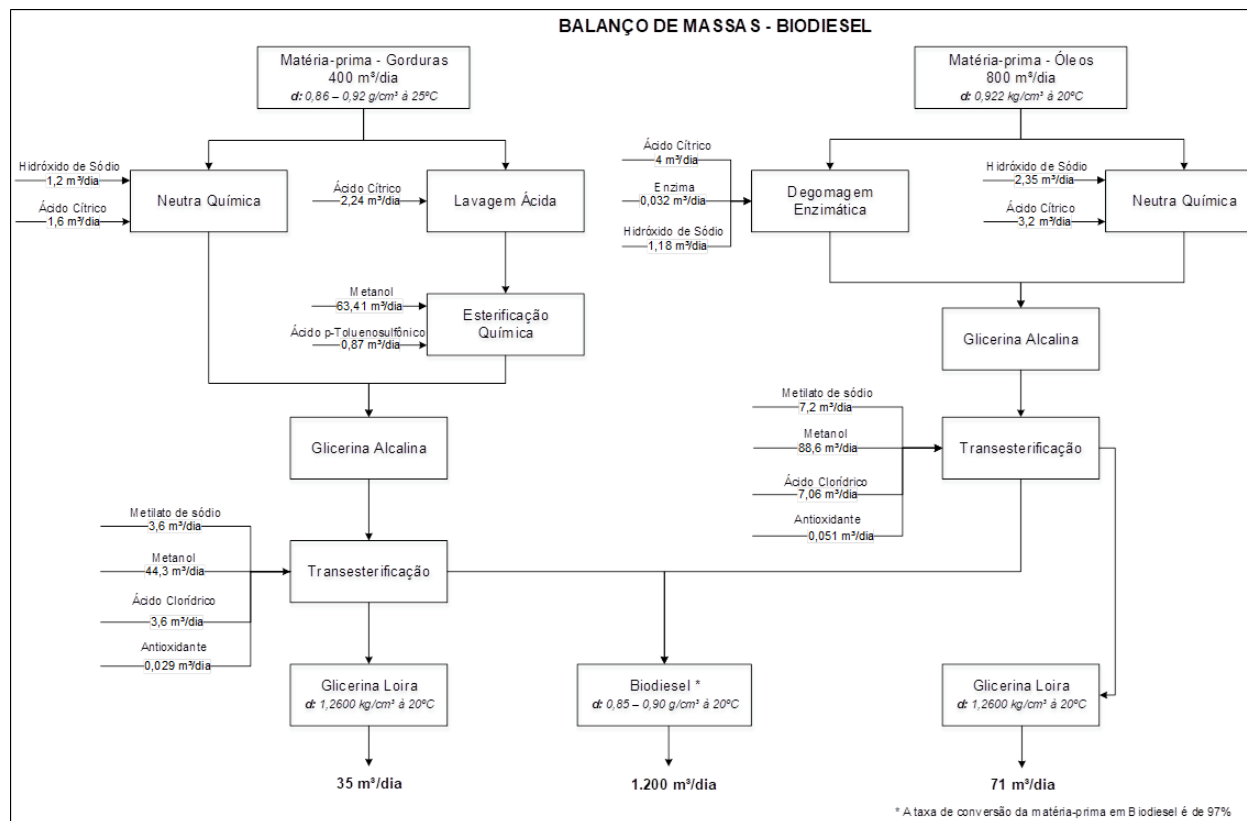 BALANÇO DE MASSAS - BIODIESEL
Matéria-prima - Gorduras
400 m³/dia
d: 0,86 – 0,92 g/cm³ à 25ºC
Matéria-prima - Óleos
800 m³/dia
d: 0,922 kg/cm³ à 20ºC
Hidróxido de Sódio
1,2 m³/dia
Ácido Cítrico
1,6 m³/dia
Neutra Química
Ácido Cítrico
2,24 m³/dia
Lavagem Ácida
Ácido Cítrico
4 m³/dia
Enzima
0,032 m³/dia
Hidróxido de Sódio
1,18 m³/dia
Degomagem
Enzimática
Hidróxido de Sódio
2,35 m³/dia
Ácido Cítrico
3,2 m³/dia
Neutra Química
Metanol
63,41 m³/dia
Ácido p-Toluenosulfônico
0,87 m³/dia
Esterificação
Química
Glicerina Alcalina
Glicerina Alcalina
Metilato de sódio
7,2 m³/dia
Metanol
88,6 m³/dia
Ácido Clorídrico
7,06 m³/dia
Antioxidante
0,051 m³/dia
Transesterificação
Metilato de sódio
3,6 m³/dia
Metanol
44,3 m³/dia
Ácido Clorídrico
3,6 m³/dia
Antioxidante
0,029 m³/dia
Transesterificação
Glicerina Loira
d: 1,2600 kg/cm³ à 20ºC
Biodiesel *
d: 0,85 – 0,90 g/cm³ à 20ºC
Glicerina Loira
d: 1,2600 kg/cm³ à 20ºC
35 m³/dia
1.200 m³/dia
71 m³/dia
* A taxa de conversão da matéria-prima em Biodiesel é de 97%